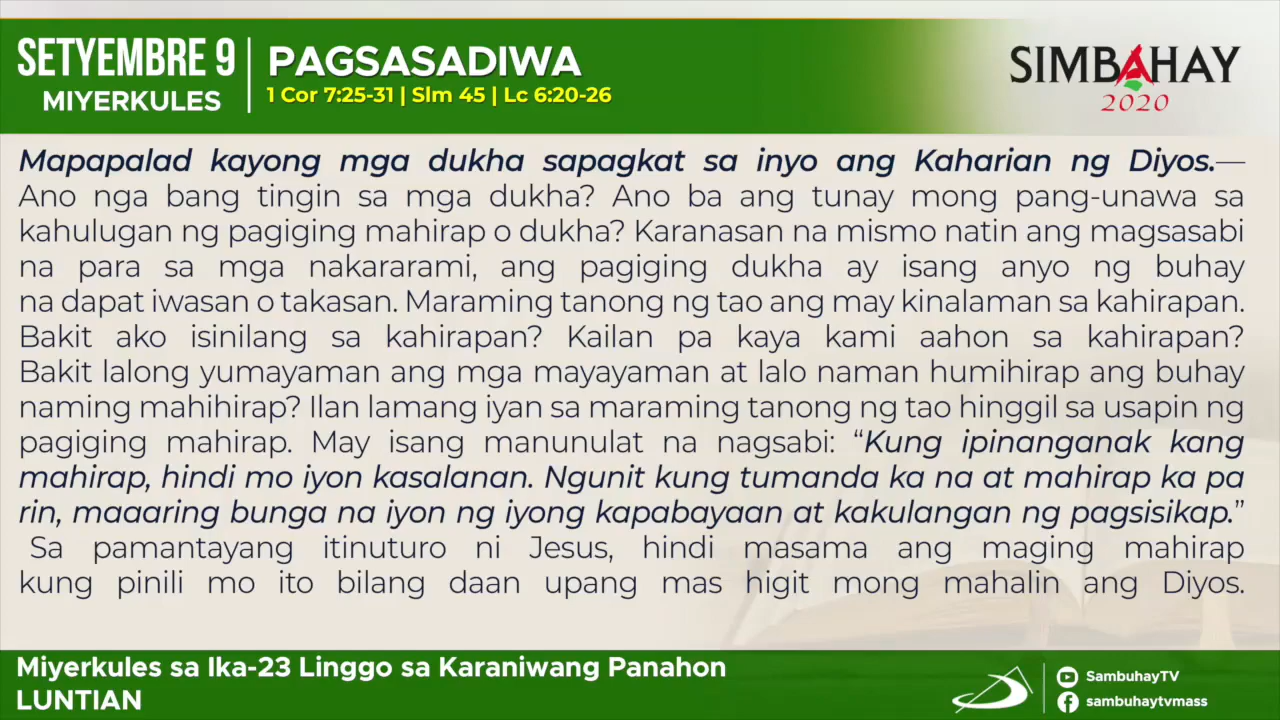 SETYEMBRE 9
MIYERKULES
PAGSASADIWA
1 Cor 7:25-31 | Slm 45 | Lc 6:20-26
SIMBAHAY
2020
Mapapalad kayong mga dukha sapagkat sa inyo ang Kaharian ng Diyos.—
Ano nga bang tingin sa mga dukha? Ano ba ang tunay mong pang-unawa sa
kahulugan ng pagiging mahirap o dukha? Karanasan na mismo natin ang magsasabi
na para sa mga nakararami, ang pagiging dukha ay isang anyo ng buhay
na dapat iwasan o takasan. Maraming tanong ng tao ang may kinalaman sa kahirapan.
Bakit ako isinilang sa kahirapan? Kailan pa kaya kami aahon sa kahirapan?
Bakit lalong yumayaman ang mga mayayaman at lalo naman humihirap ang buhay
naming mahihirap? Ilan lamang iyan sa maraming tanong ng tao hinggil sa usapin ng
pagiging mahirap. May isang manunulat na nagsabi: “Kung ipinanganak kang
mahirap, hindi mo iyon kasalanan. Ngunit kung tumanda ka na at mahirap ka pa
rin, maaaring bunga na iyon ng iyong kapabayaan at kakulangan ng pagsisikap.”
Sa pamantayang itinuturo ni Jesus, hindi masama ang maging mahirap
kung pinili mo ito bilang daan upang mas higit mong mahalin ang Diyos.
Miyerkules sa Ika-23 Linggo sa Karaniwang Panahon
LUNTIAN
SambuhayTV
sambuhaytvmass